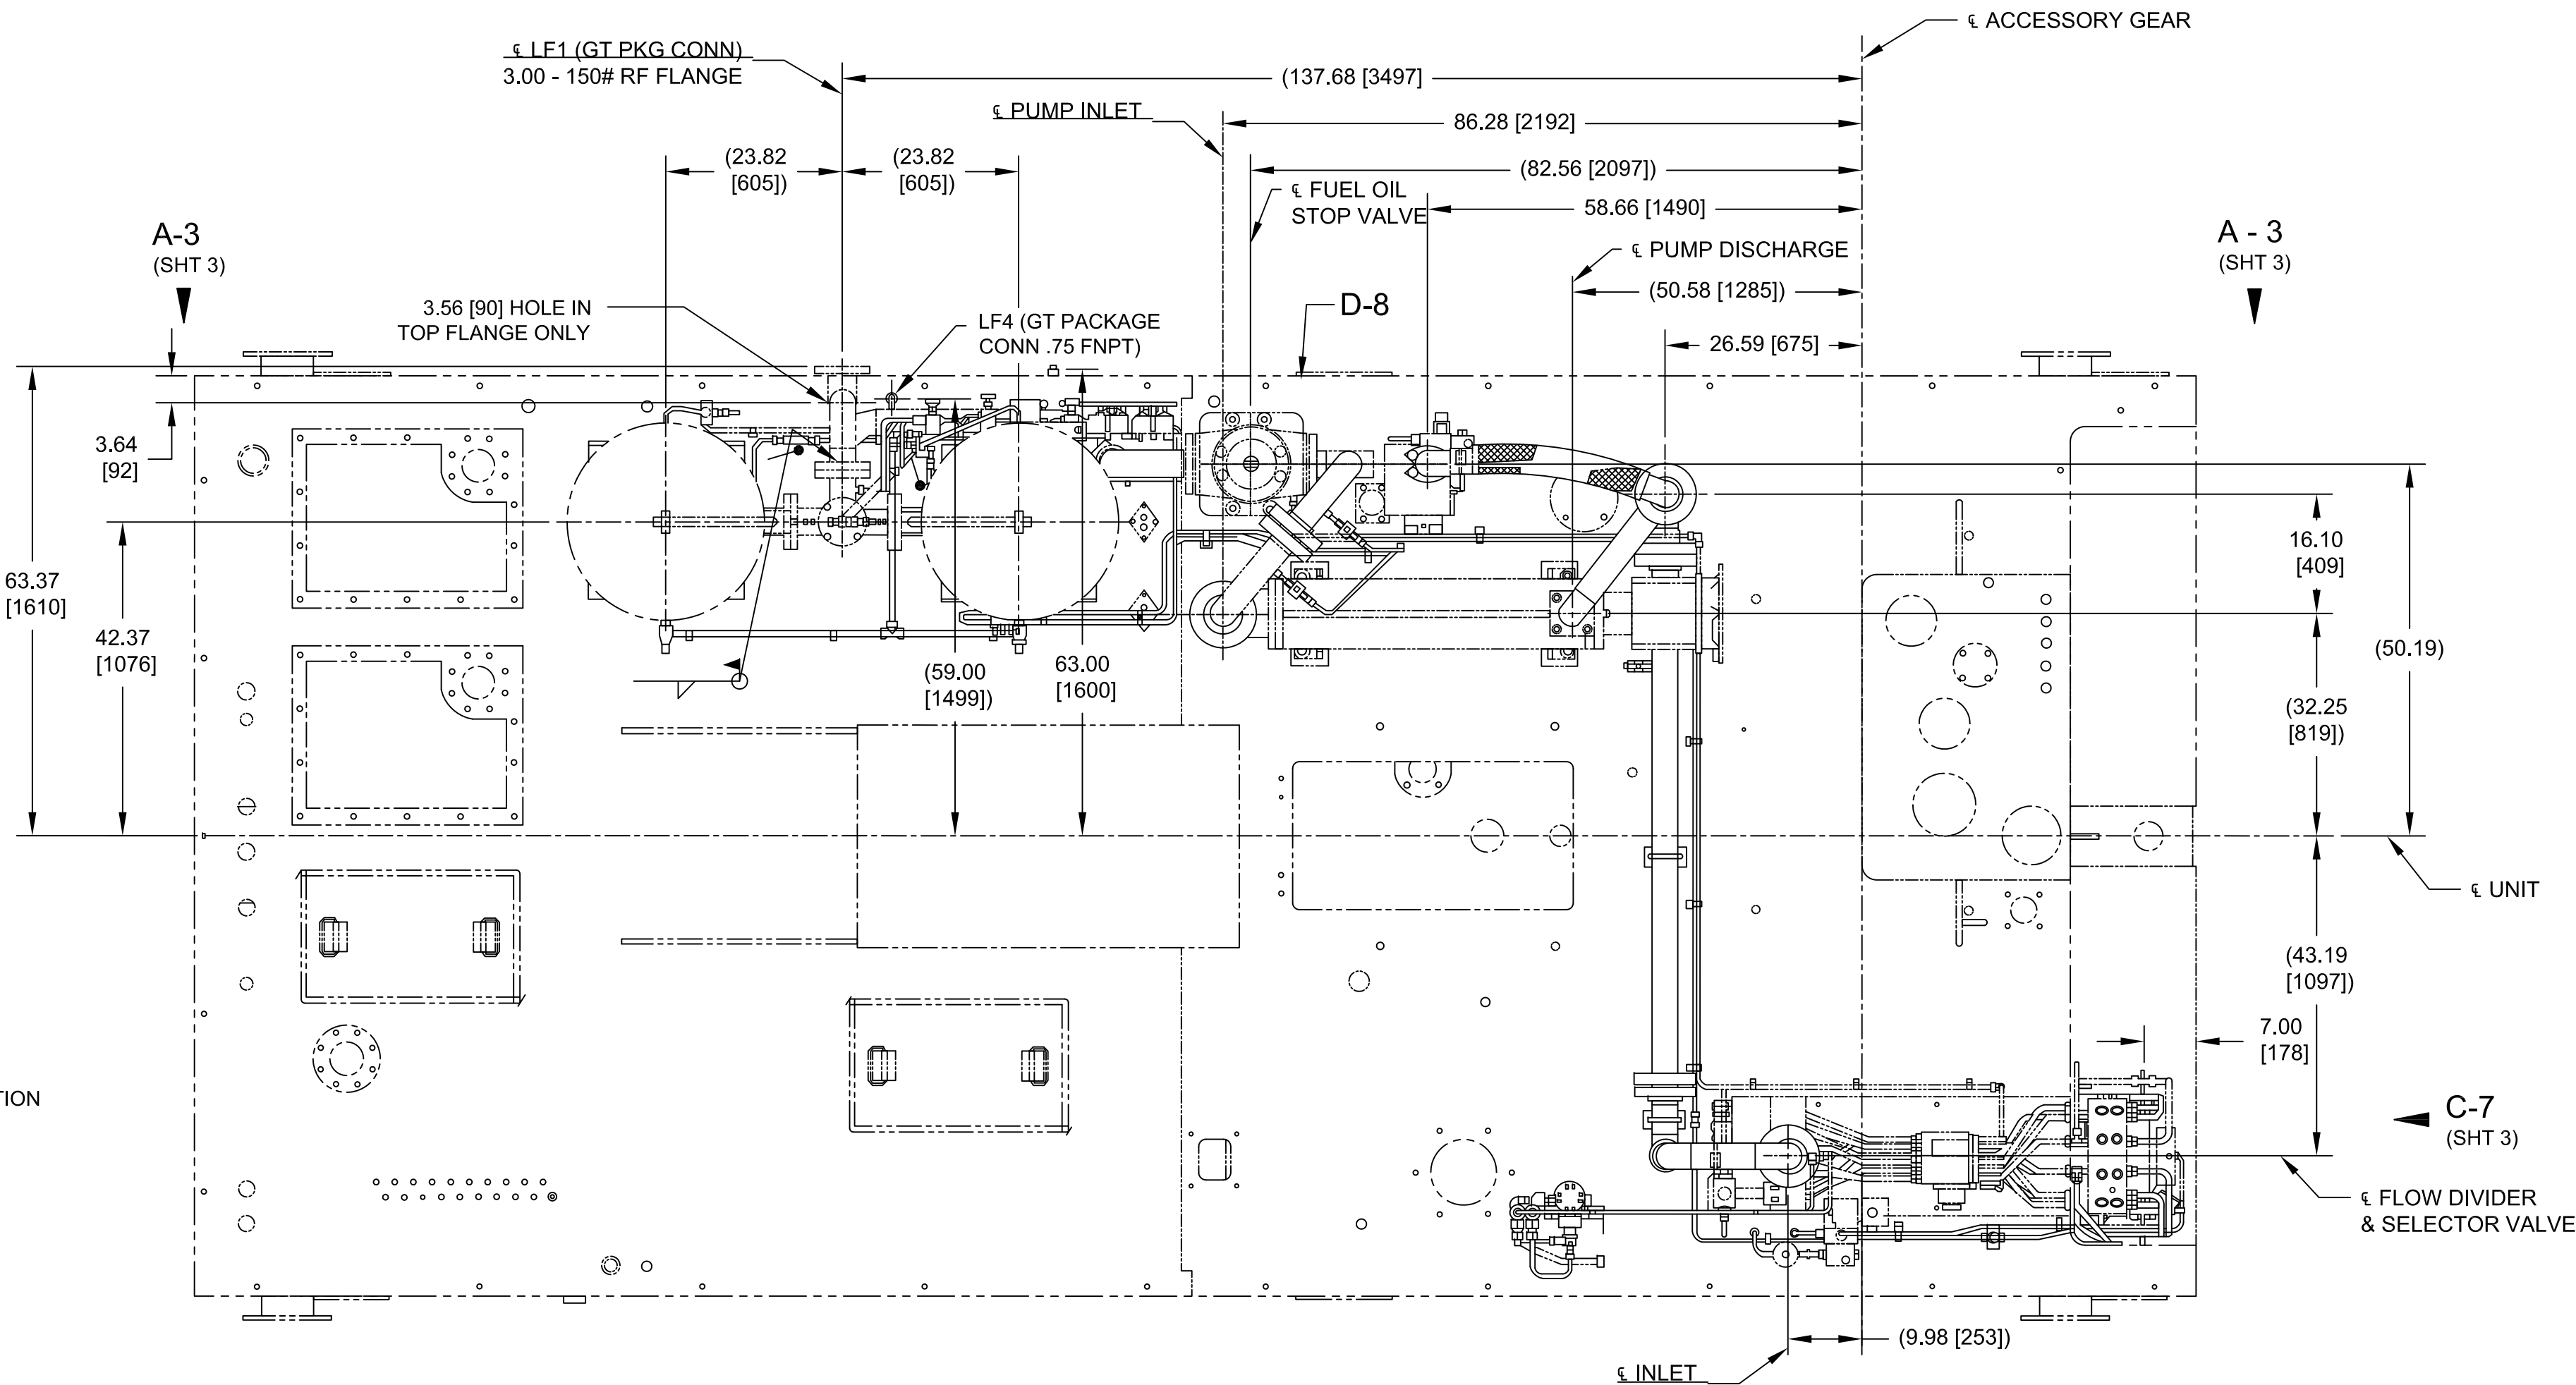 ℄ ACCESSORY GEAR
℄ LF1 (GT PKG CONN)
3.00 - 150# RF FLANGE
(137.68 [3497]
℄ PUMP INLET
86.28 [2192]
(23.82
[605])
(23.82
[605])
(82.56 [2097])
℄ FUEL OIL
STOP VALVE
58.66 [1490]
A-3
(SHT 3)
A - 3
(SHT 3)
℄ PUMP DISCHARGE
(50.58 [1285])
3.56 [90] HOLE IN
TOP FLANGE ONLY
LF4 (GT PACKAGE
CONN .75 FNPT)
D-8
26.59 [675]
3.64
[92]
16.10
[409]
63.37
[1610]
42.37
[1076]
(59.00
[1499])
63.00
[1600]
(50.19)
(32.25
[819])
℄ UNIT
(43.19
[1097])
7.00
[178]
TION
C-7
(SHT 3)
℄ FLOW DIVIDER
& SELECTOR VALVE
(9.98 [253])
℄ INLET